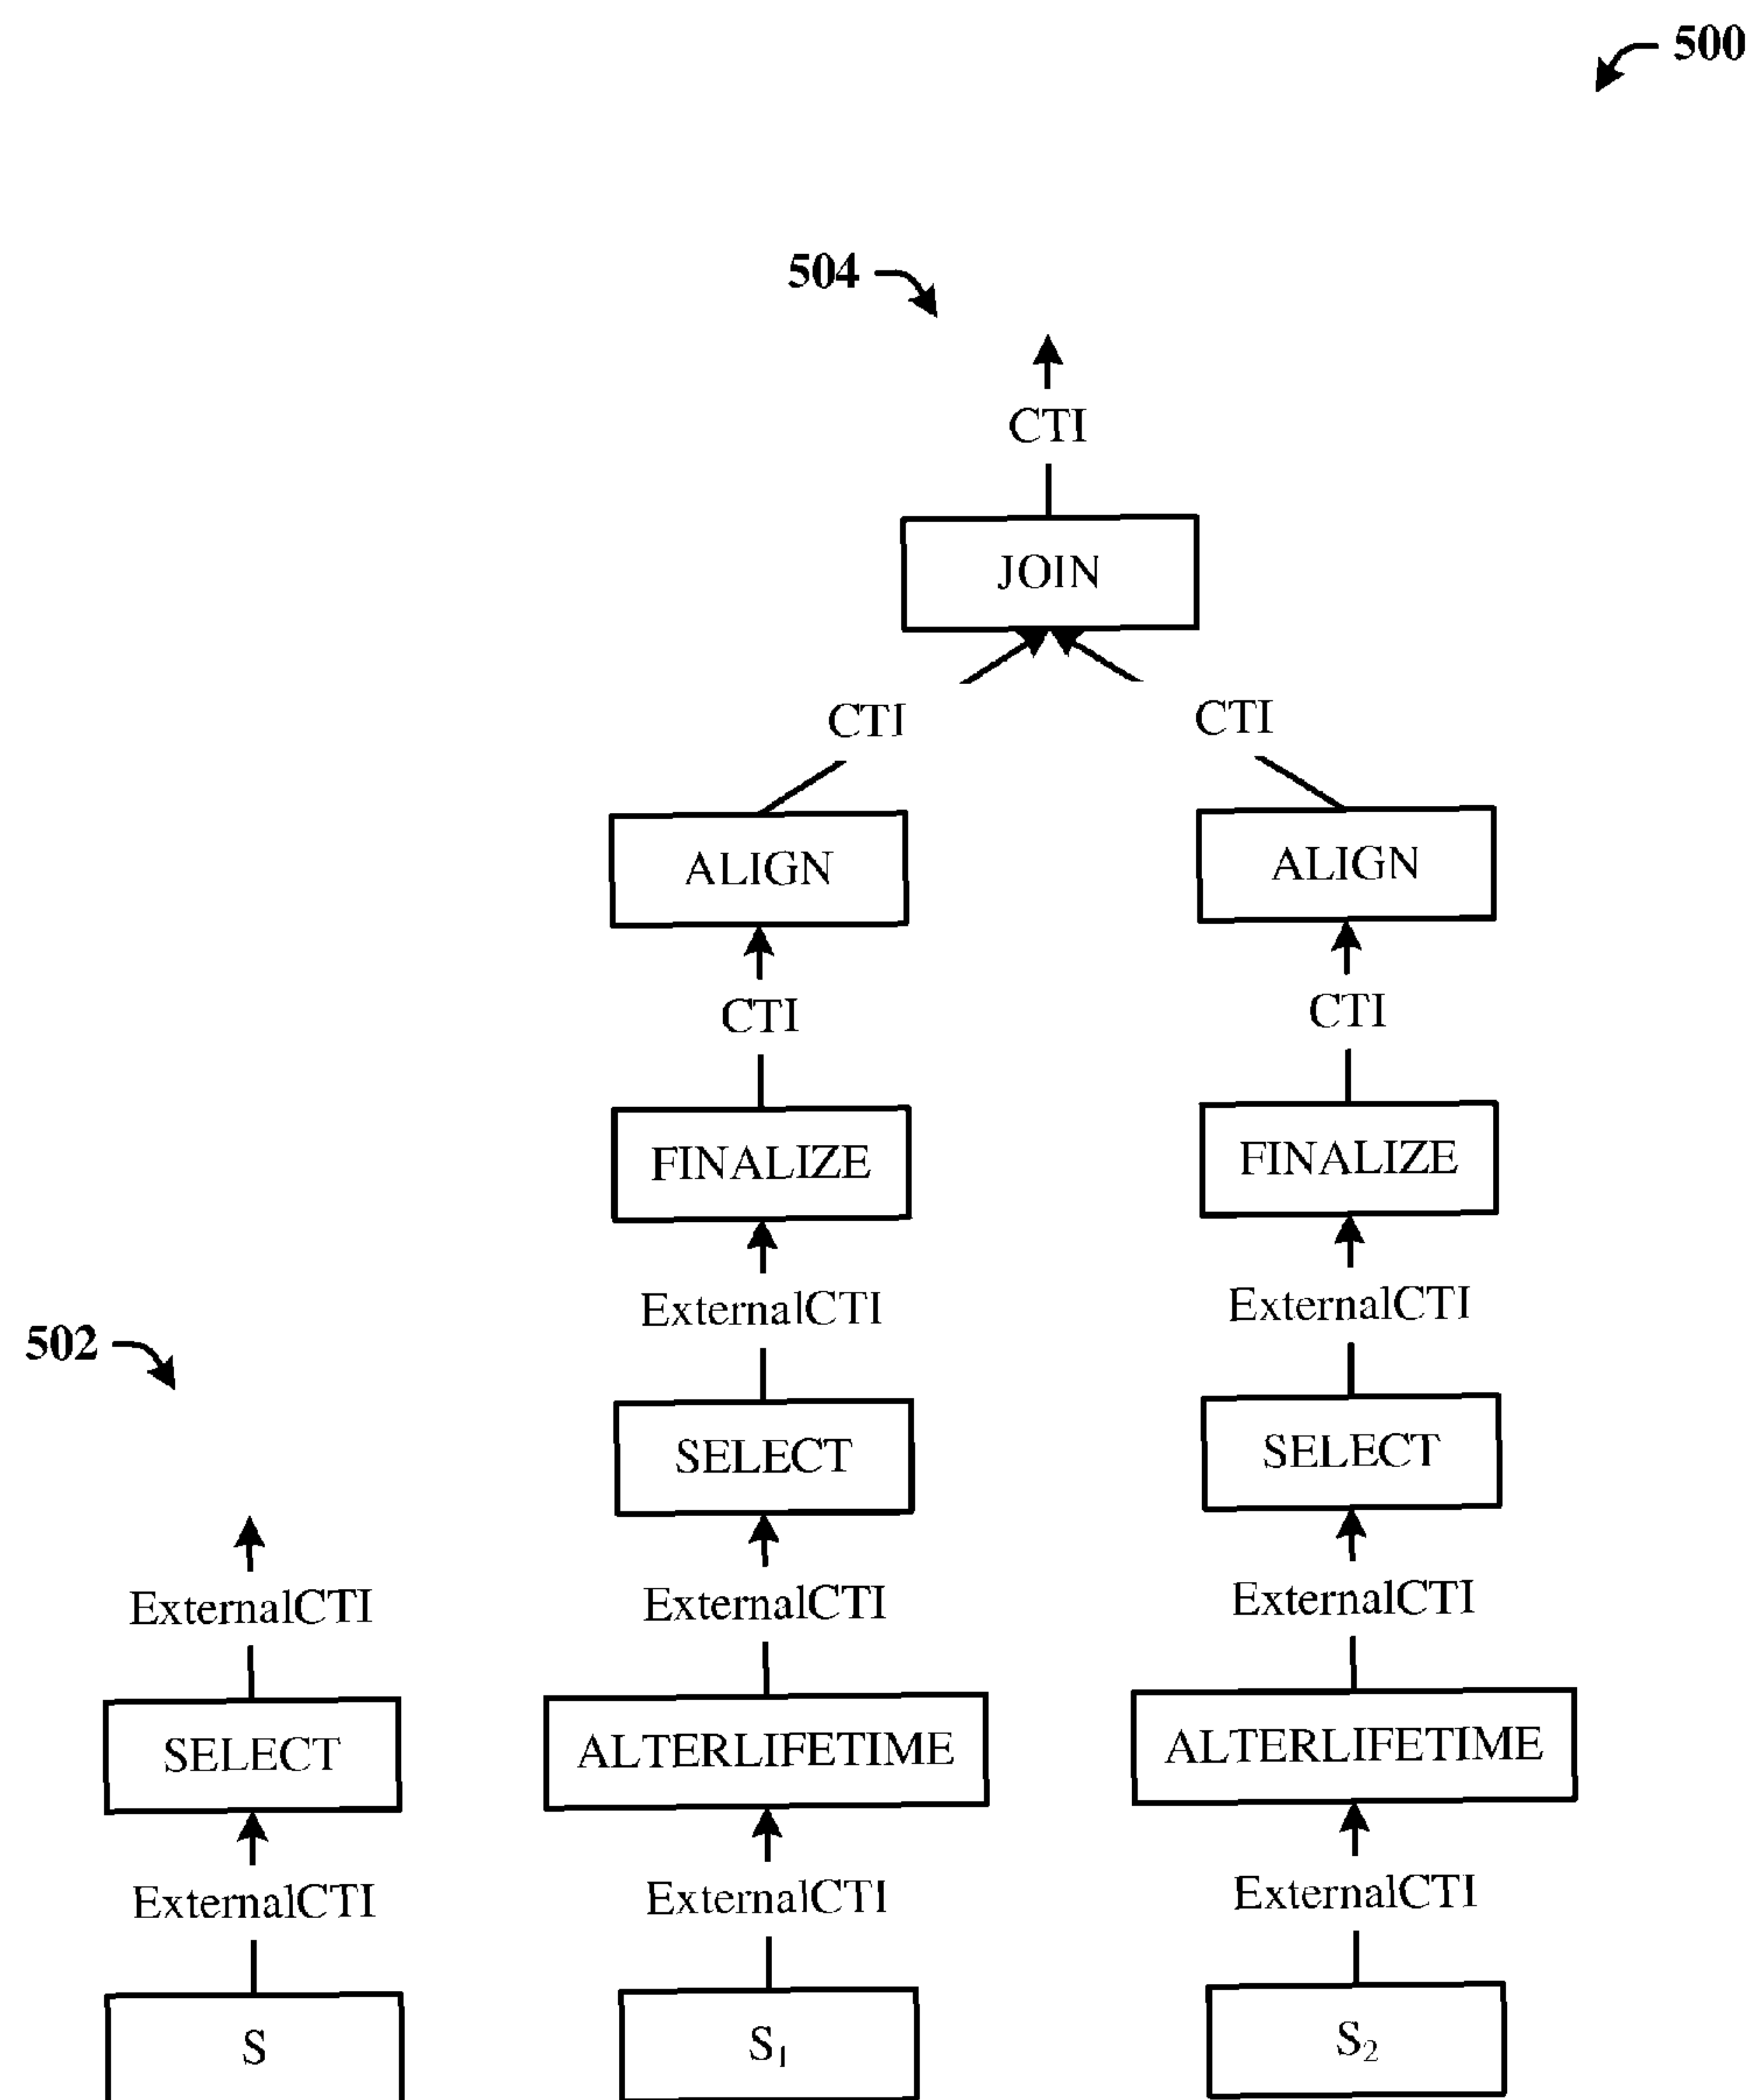 500
504
CTI
JOIN
CTI CTI
ALIGN ALIGN
CTI CTI
FINALIZE FINALIZE
ExternalCTI ExternalCTI
502
SELECT SELECT
ExternalCTI ExternalCTI ExternalCTI
SELECT ALTERLIFETIME ALTERLIFETIME
ExternalCTI ExternalCTI ExternalCTI
S S₁ S₂